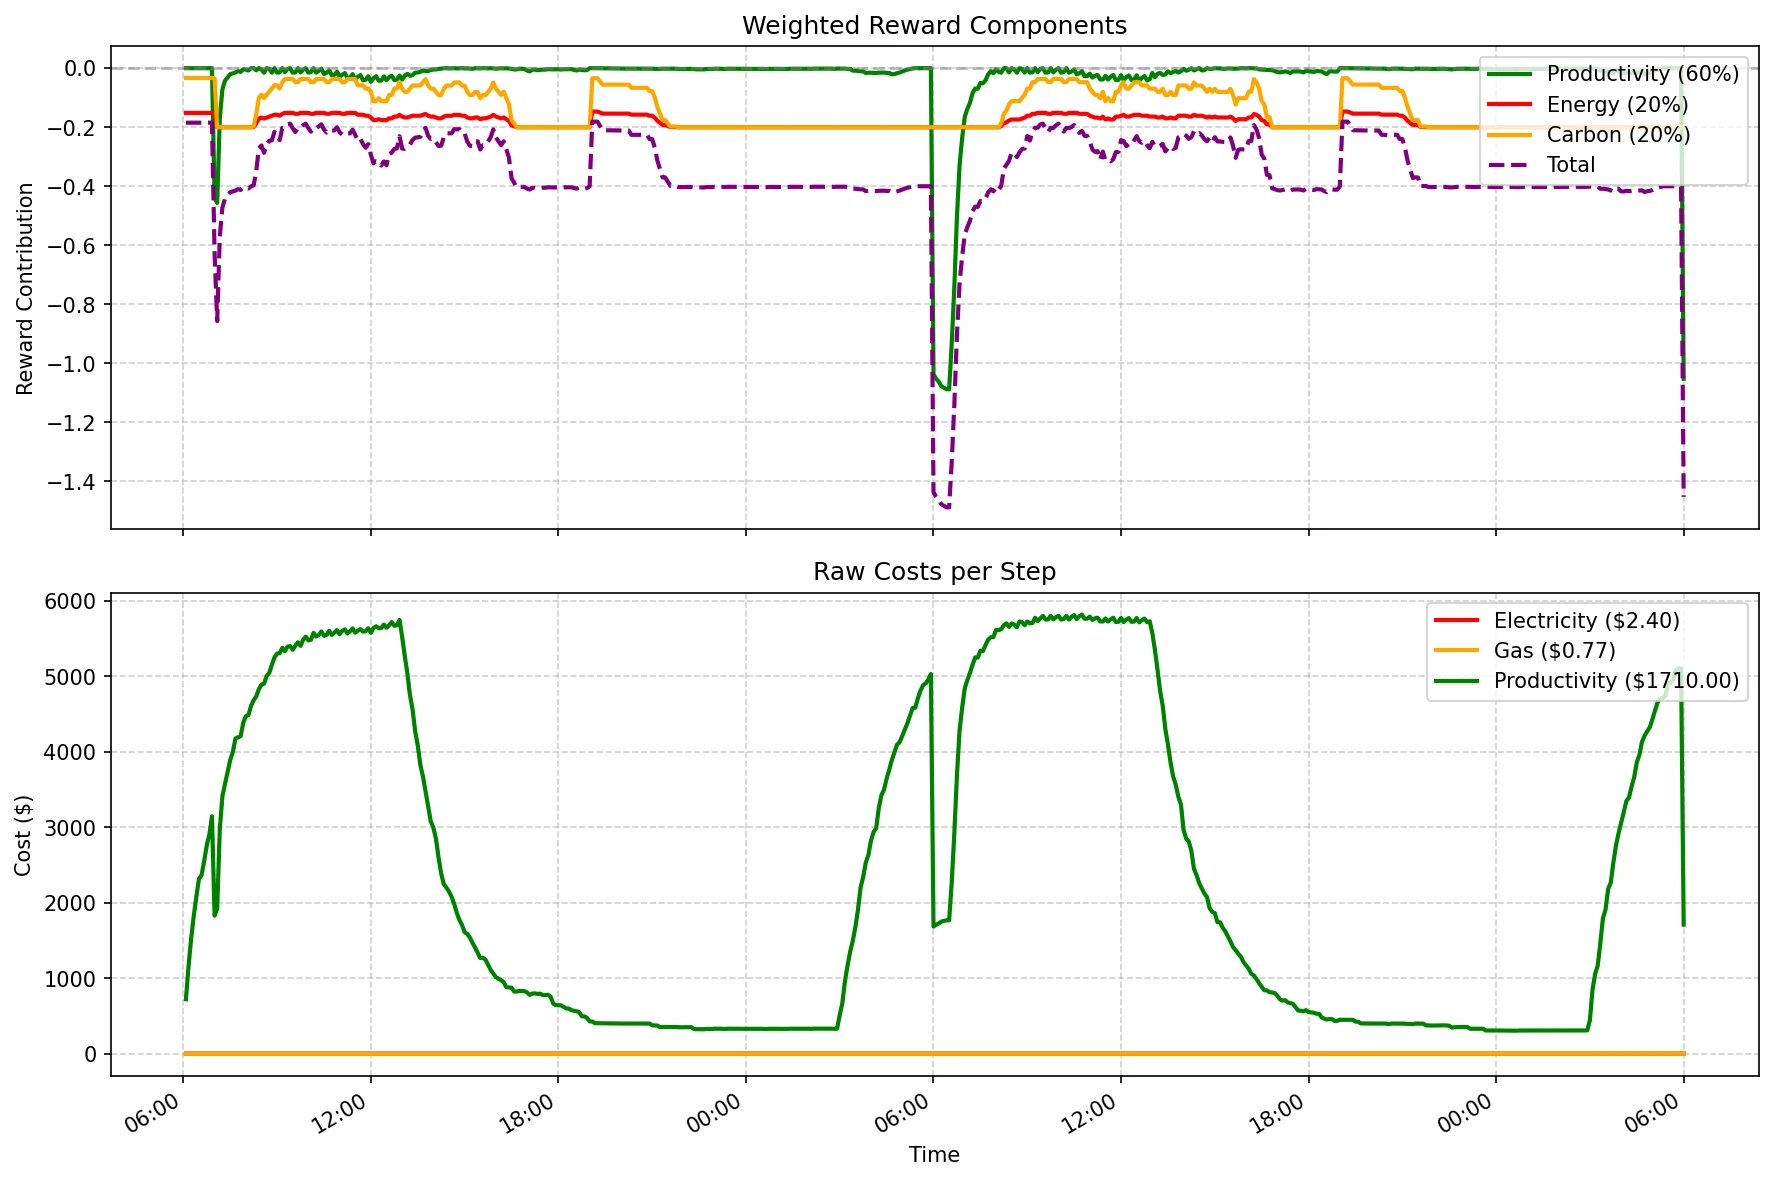 Weighted Reward Components
0.0
−0.2
−0.4
−0.6
−0.8
−1.0
−1.2
−1.4
Reward Contribution
Productivity (60%)
Energy (20%)
Carbon (20%)
Total
Raw Costs per Step
6000
5000
4000
3000
2000
1000
0
Cost ($)
Electricity ($2.40)
Gas ($0.77)
Productivity ($1710.00)
06:00
12:00
18:00
00:00
06:00
12:00
18:00
00:00
06:00
Time